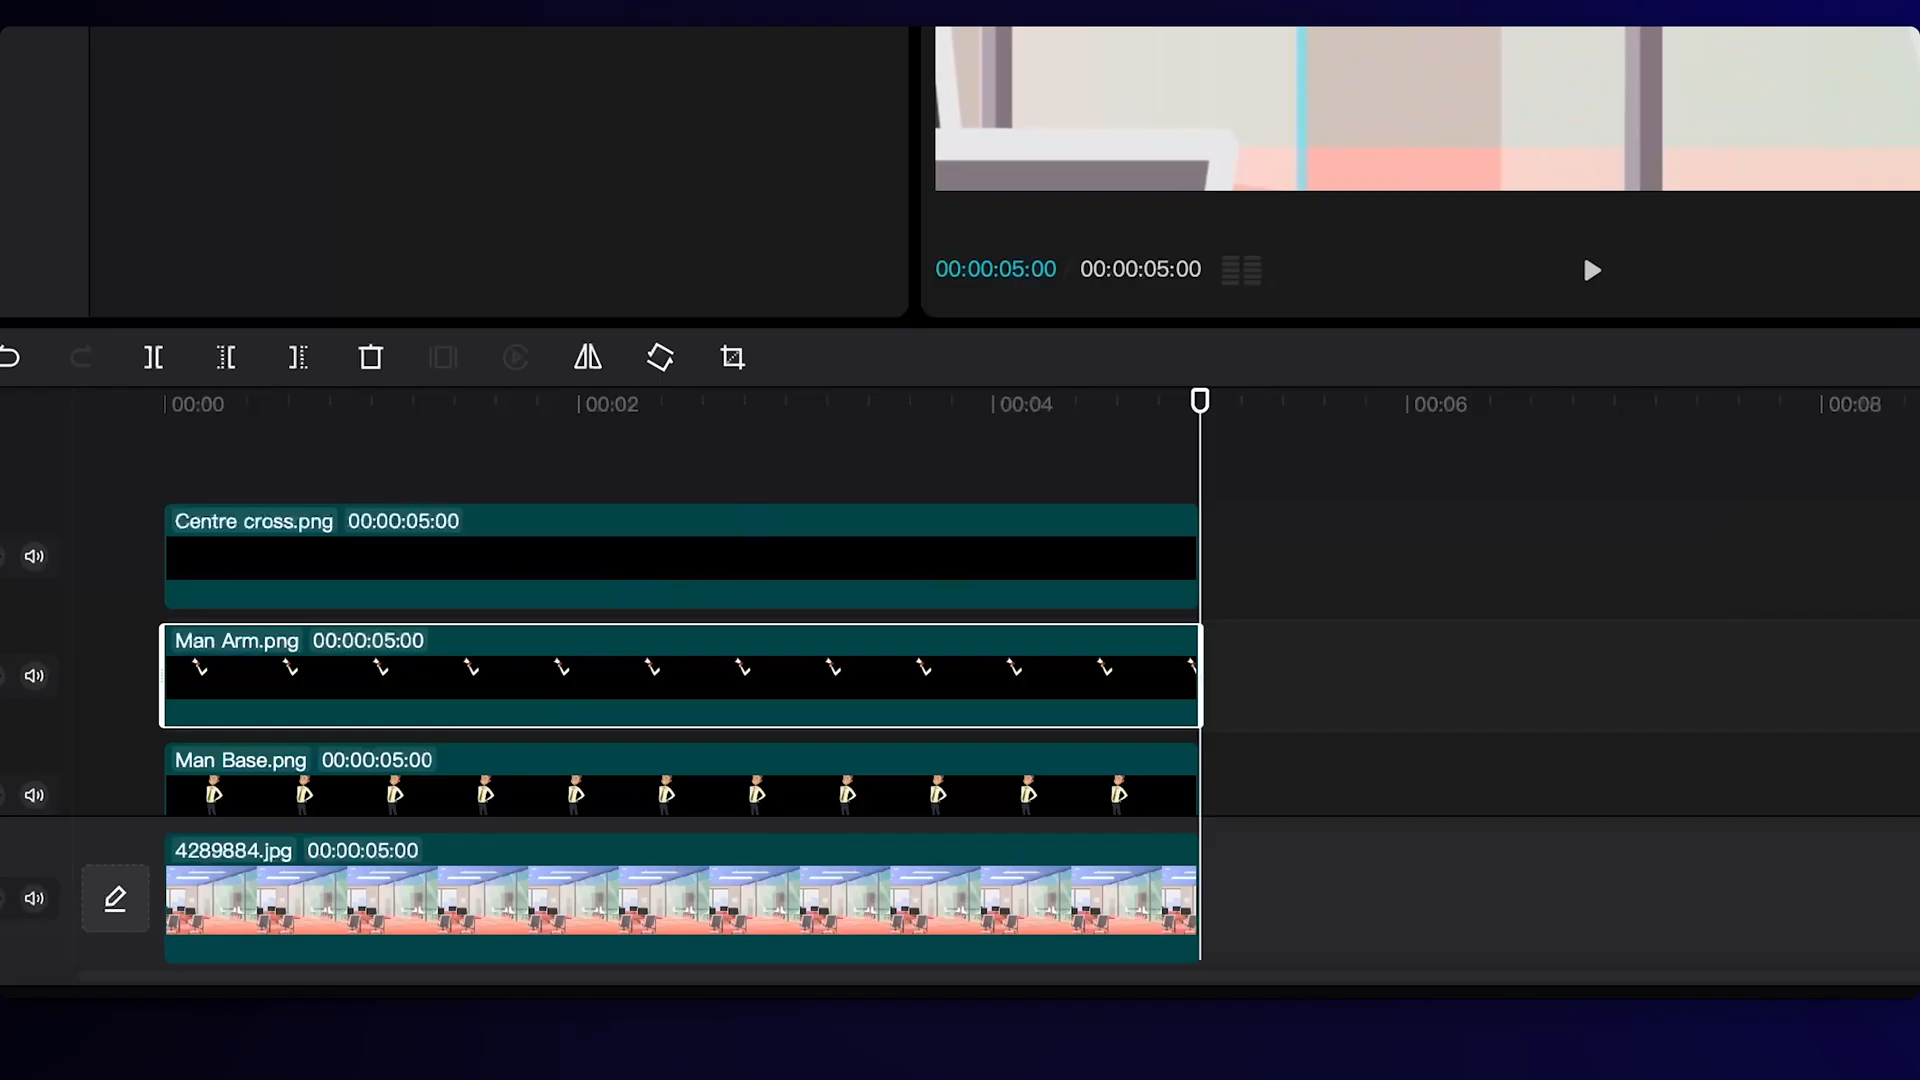 00:00:05:00 00:00:05:00
00:00 00:02 00:04 00:06 00:08
Centre cross.png 00:00:05:00
Man Arm.png 00:00:05:00
Man Base.png 00:00:05:00
4289884.jpg 00:00:05:00